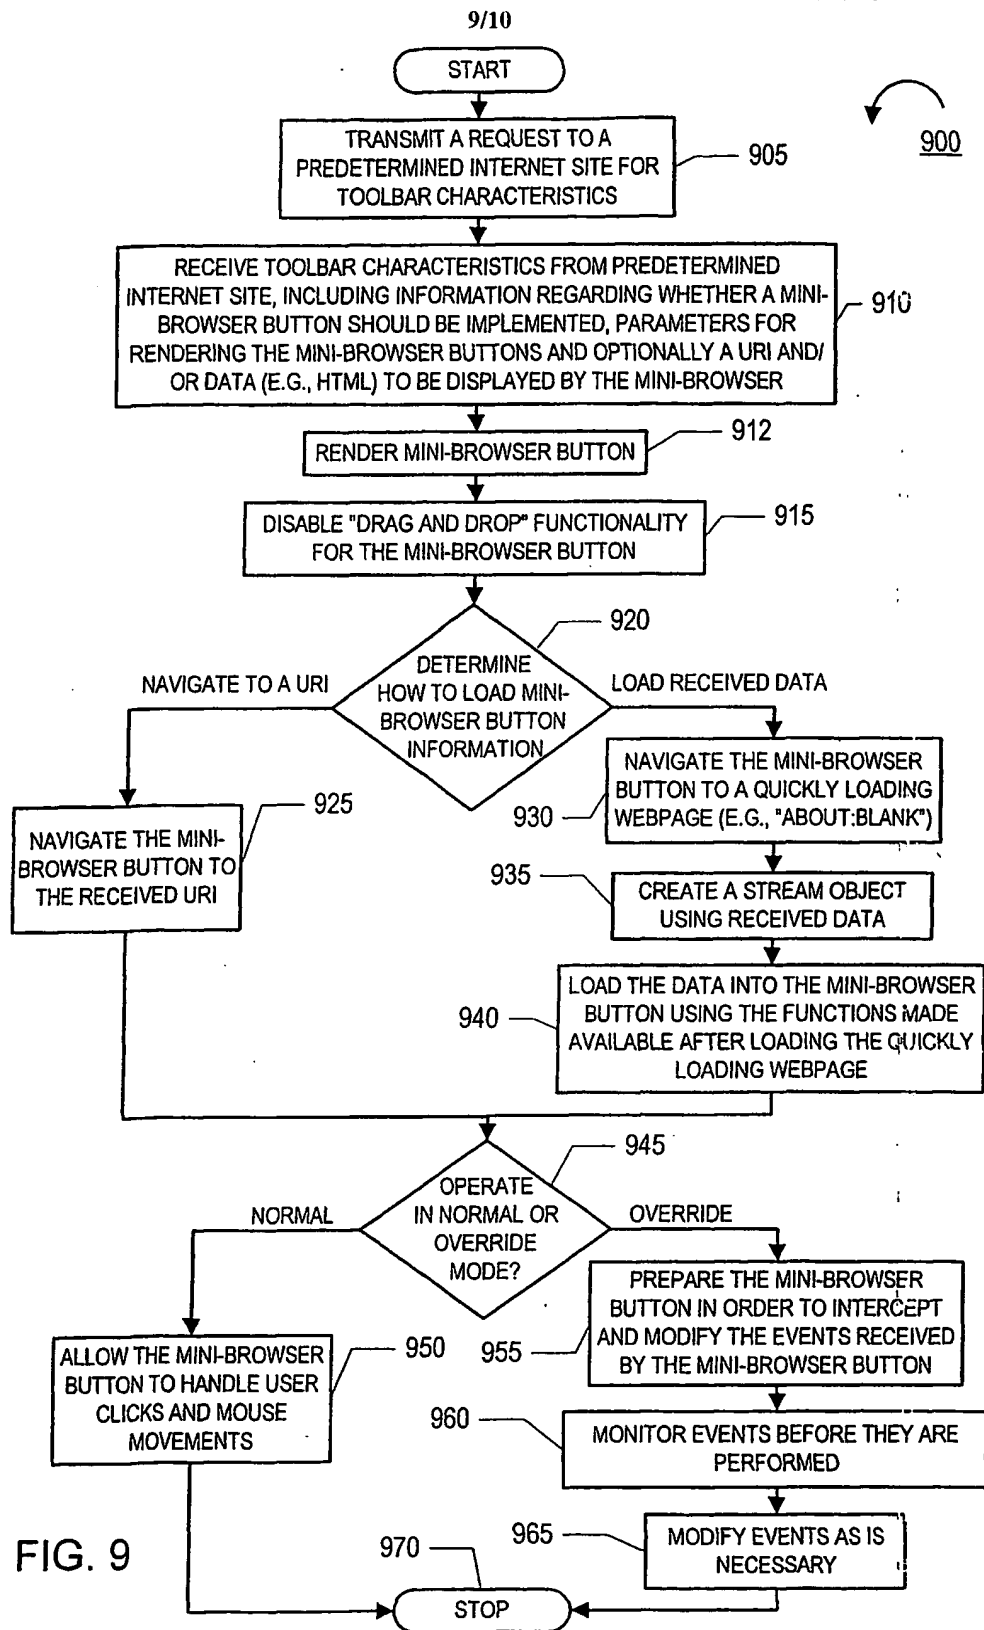 9/10
START
900
TRANSMIT A REQUEST TO A
PREDETERMINED INTERNET SITE FOR
TOOLBAR CHARACTERISTICS
905
RECEIVE TOOLBAR CHARACTERISTICS FROM PREDETERMINED
INTERNET SITE, INCLUDING INFORMATION REGARDING WHETHER A MINI-
BROWSER BUTTON SHOULD BE IMPLEMENTED, PARAMETERS FOR
RENDERING THE MINI-BROWSER BUTTONS AND OPTIONALLY A URI AND/
OR DATA (E.G., HTML) TO BE DISPLAYED BY THE MINI-BROWSER
910
RENDER MINI-BROWSER BUTTON
912
DISABLE "DRAG AND DROP" FUNCTIONALITY
FOR THE MINI-BROWSER BUTTON
915
920
DETERMINE
HOW TO LOAD MINI-
BROWSER BUTTON
INFORMATION
NAVIGATE TO A URI
LOAD RECEIVED DATA
NAVIGATE THE MINI-
BROWSER BUTTON TO
THE RECEIVED URI
925
NAVIGATE THE MINI-BROWSER
BUTTON TO A QUICKLY LOADING
WEBPAGE (E.G., "ABOUT:BLANK")
930
935
CREATE A STREAM OBJECT
USING RECEIVED DATA
940
LOAD THE DATA INTO THE MINI-BROWSER
BUTTON USING THE FUNCTIONS MADE
AVAILABLE AFTER LOADING THE QUICKLY
LOADING WEBPAGE
945
OPERATE
IN NORMAL OR
OVERRIDE
MODE?
NORMAL
OVERRIDE
ALLOW THE MINI-BROWSER
BUTTON TO HANDLE USER
CLICKS AND MOUSE
MOVEMENTS
950
PREPARE THE MINI-BROWSER
BUTTON IN ORDER TO INTERCEPT
AND MODIFY THE EVENTS RECEIVED
BY THE MINI-BROWSER BUTTON
955
960
MONITOR EVENTS BEFORE THEY ARE
PERFORMED
965
MODIFY EVENTS AS IS
NECESSARY
970
STOP
FIG. 9